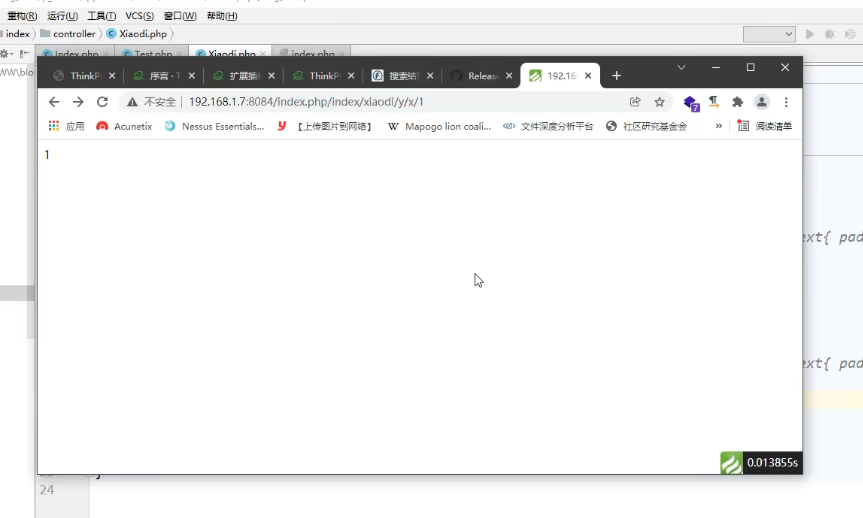 重构(R) 运行(U) 工具(T) VCS(S) 窗口(W) 帮助(H)
index controller Xiaodi.php
Index.php Test.php Xiaodi.php index.php
ThinkP 序言 · T 扩展插 ThinkP 搜索结 Releas 192.16
不安全 192.168.1.7:8084/index.php/index/xiaodi/y/x/1
7
应用 Acunetix Nessus Essentials... 【上传图片到网络】 Mapogo lion coali... 文件深度分析平台 社区研究基金会 » 阅读清单
1
ext{ pad
ext{ pad
0.013855s
24